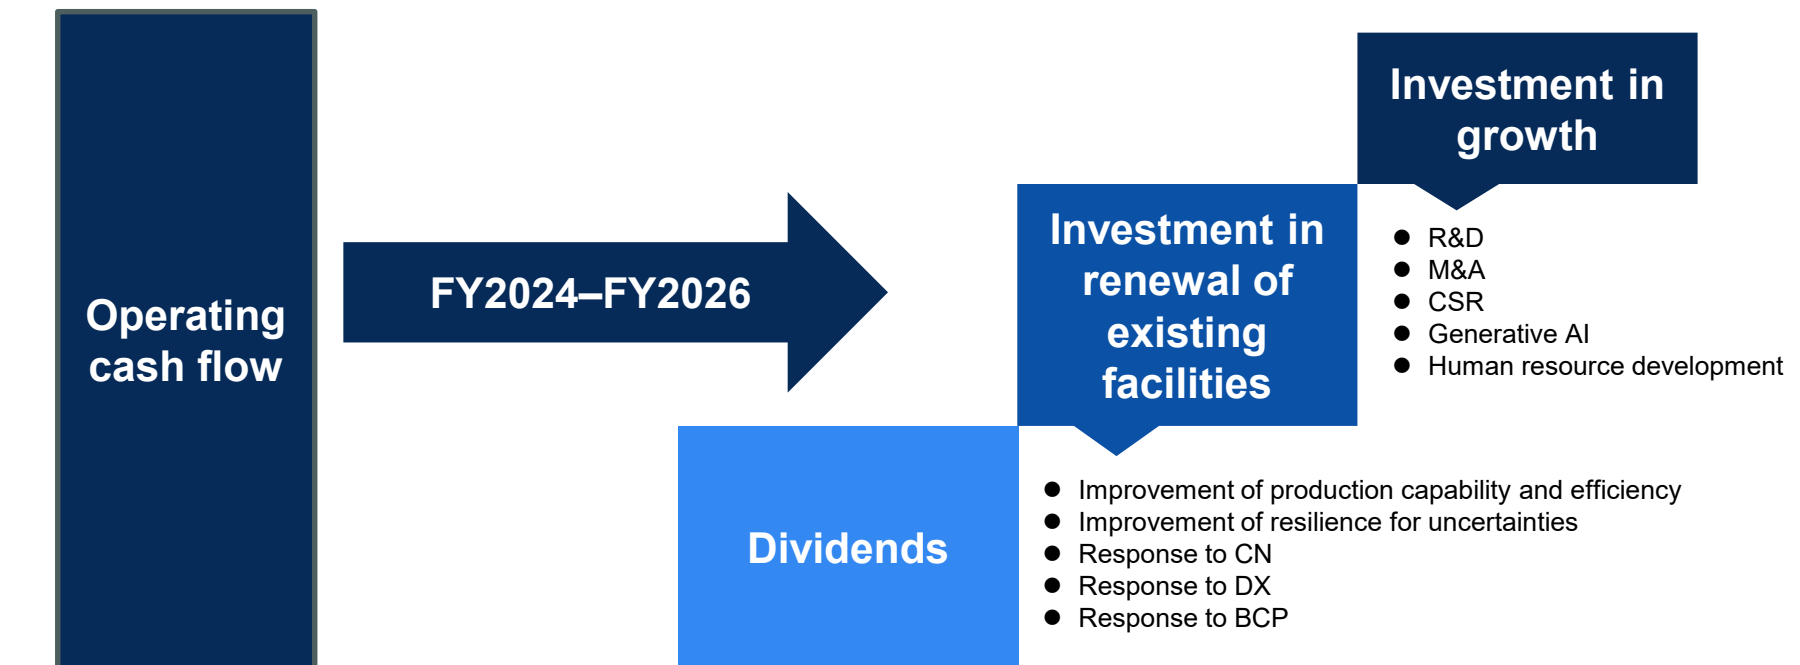 Operating
cash flow
FY2024–FY2026
Dividends
Investment in
renewal of
existing
facilities
● Improvement of production capability and efficiency
● Improvement of resilience for uncertainties
● Response to CN
● Response to DX
● Response to BCP
Investment in
growth
● R&D
● M&A
● CSR
● Generative AI
● Human resource development